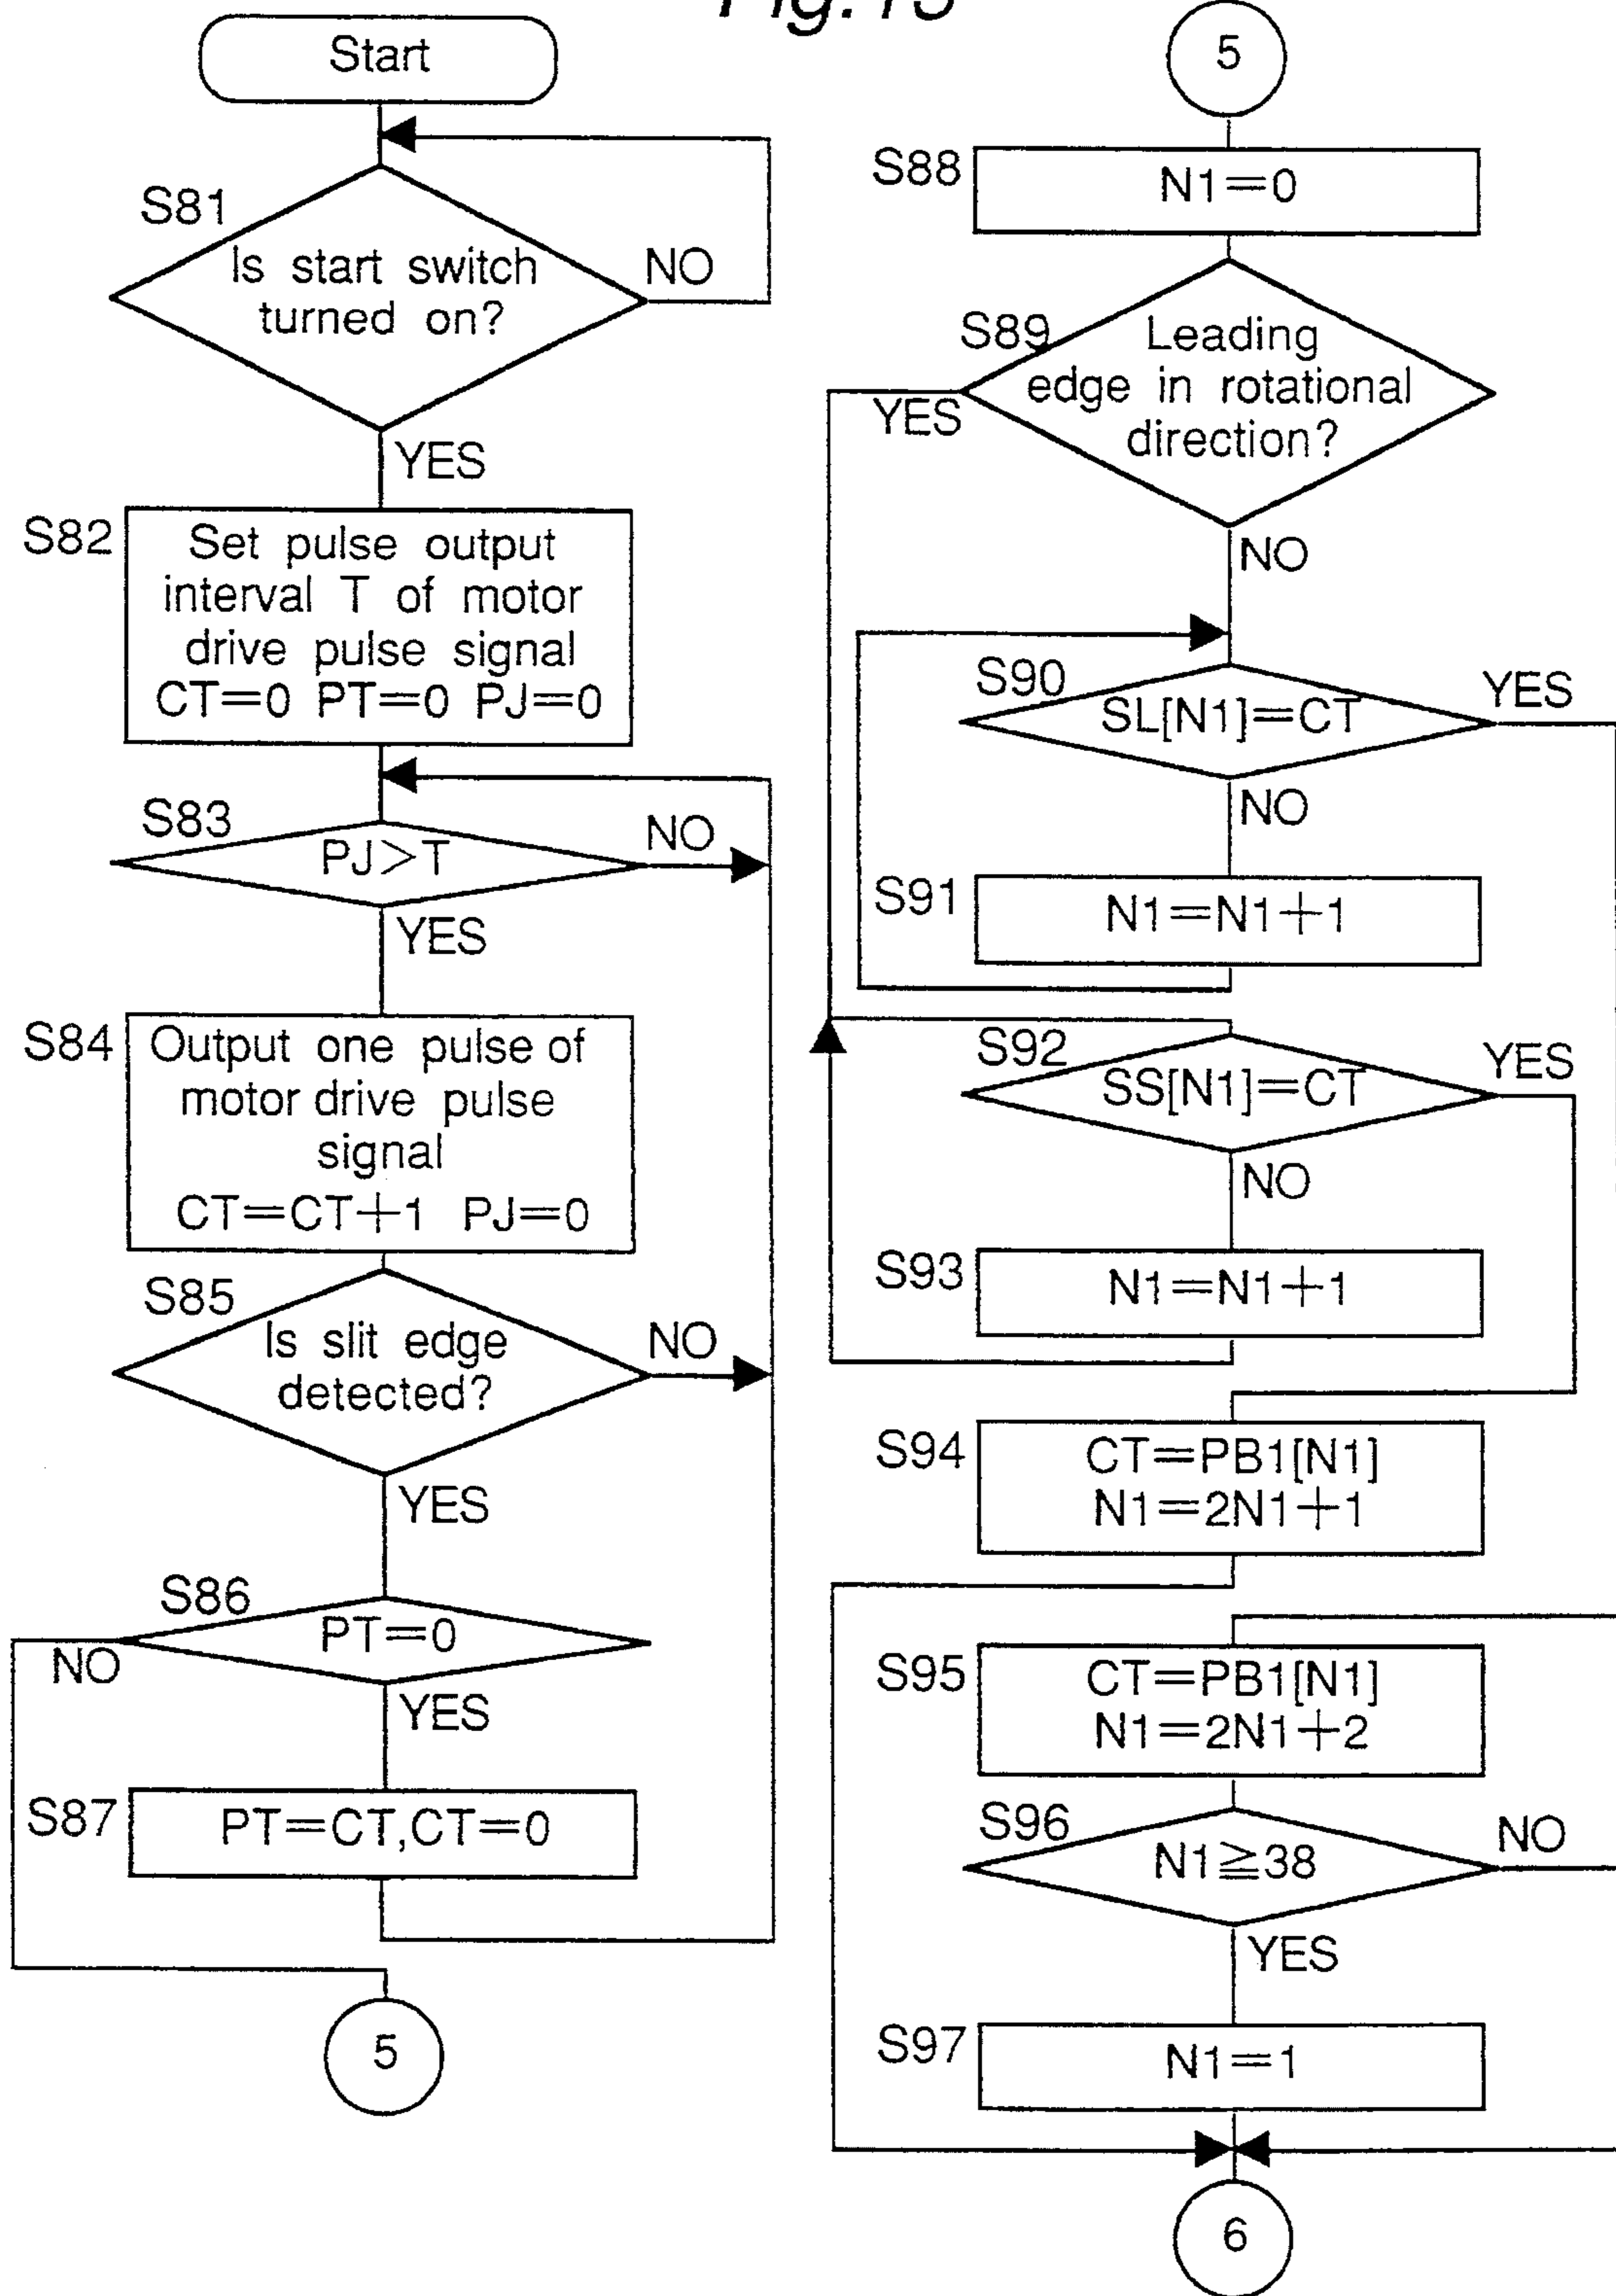 Fig.15
Start
S81
Is start switch
turned on?
NO
YES
S82
Set pulse output
interval T of motor
drive pulse signal
CT=0 PT=0 PJ=0
S83
PJ>T
NO
YES
S84
Output one pulse of
motor drive pulse
signal
CT=CT+1 PJ=0
S85
Is slit edge
detected?
NO
YES
S86
PT=0
NO
YES
S87
PT=CT,CT=0
5
5
S88
N1=0
S89
Leading
edge in rotational
direction?
YES
NO
S90
SL[N1]=CT
YES
NO
S91
N1=N1+1
S92
SS[N1]=CT
YES
NO
S93
N1=N1+1
S94
CT=PB1[N1]
N1=2N1+1
S95
CT=PB1[N1]
N1=2N1+2
S96
N1≧38
NO
YES
S97
N1=1
6